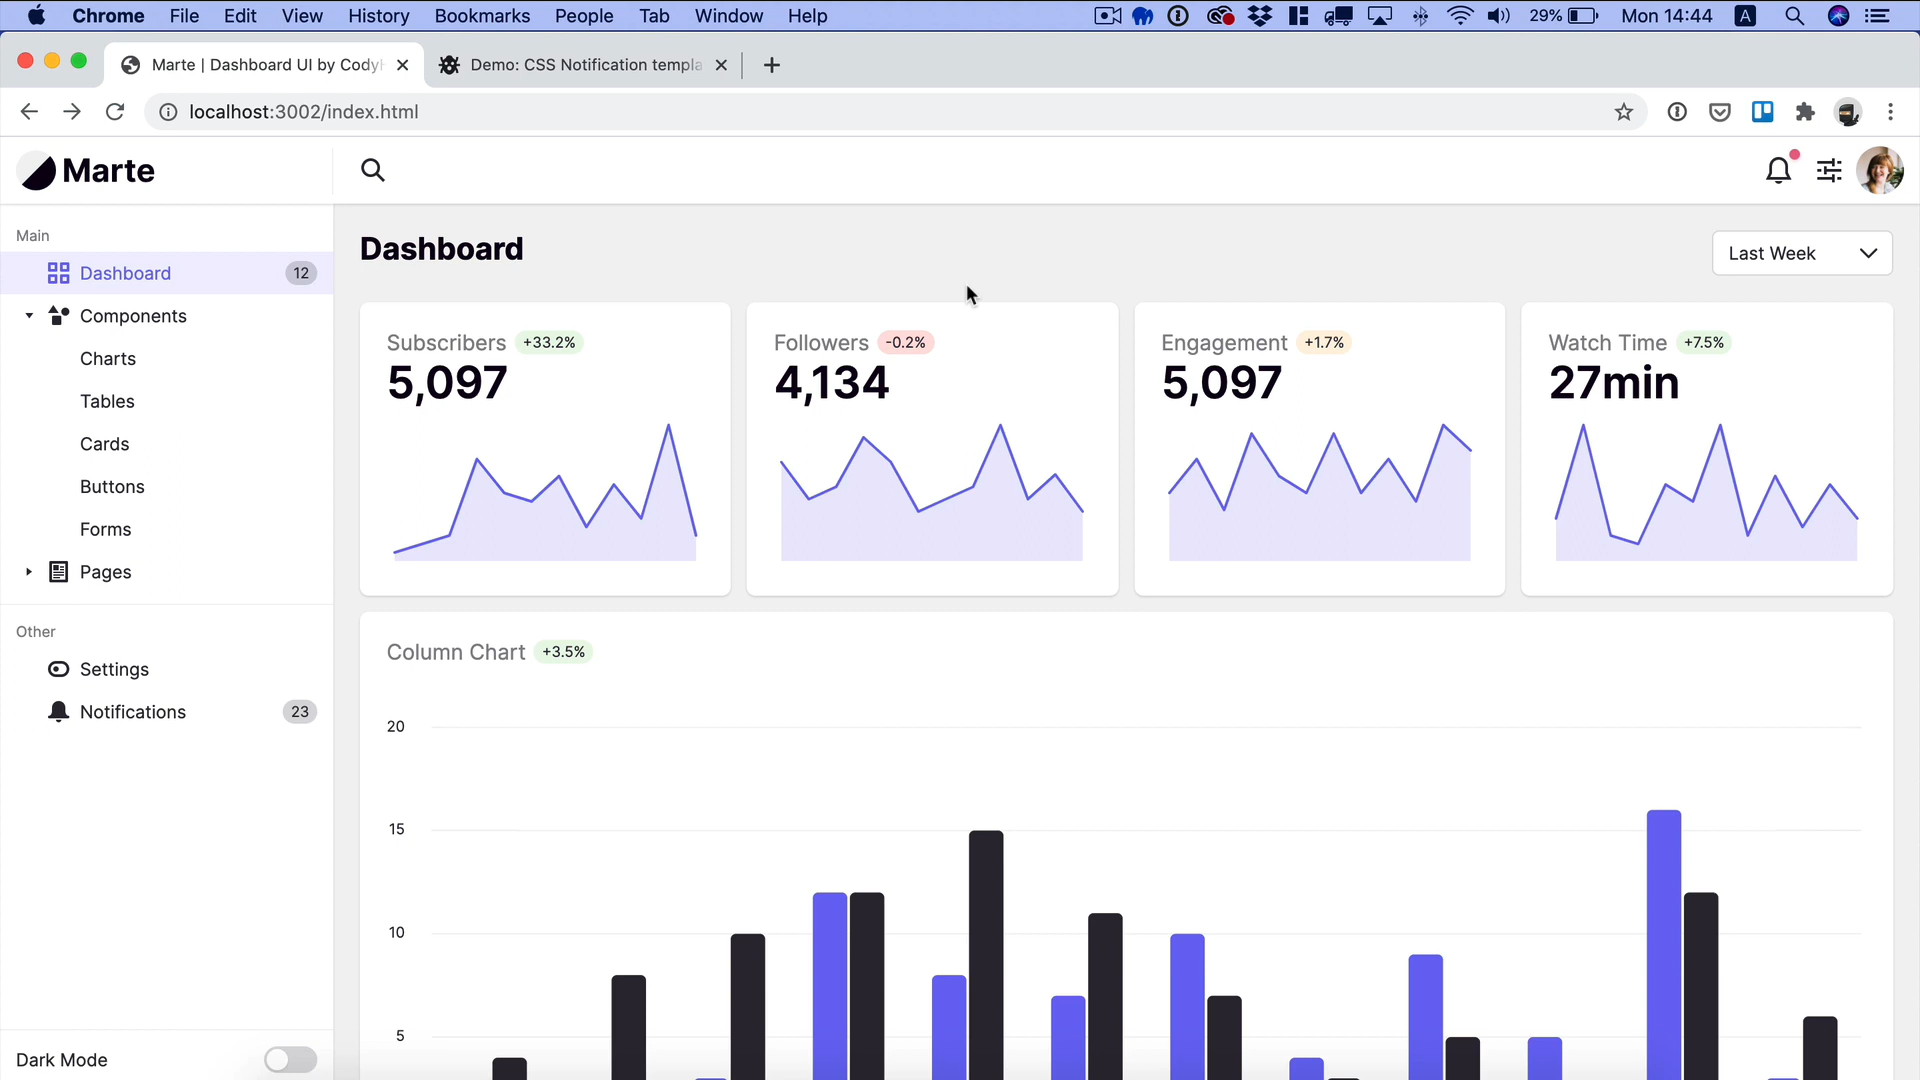 Chrome File Edit View History Bookmarks People Tab Window Help 29% Mon 14:44 A
Marte | Dashboard UI by Cody
Demo: CSS Notification templa
localhost:3002/index.html
Marte
Main
Dashboard 12
Components
Charts
Tables
Cards
Buttons
Forms
Pages
Other
Settings
Notifications 23
Dark Mode
Dashboard
Last Week
Subscribers +33.2%
5,097
Followers -0.2%
4,134
Engagement +1.7%
5,097
Watch Time +7.5%
27min
Column Chart +3.5%
20
15
10
5